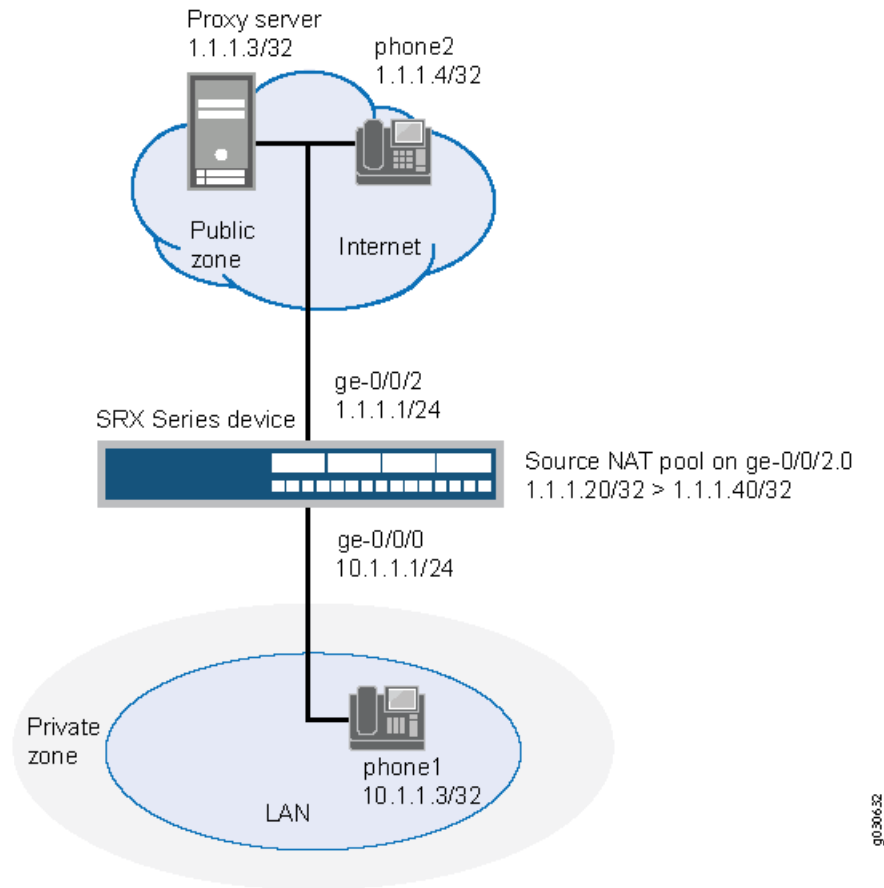 Proxy server
1.1.1.3/32
phone2
1.1.1.4/32
Public
zone
Internet
ge-0/0/2
1.1.1.1/24
SRX Series device
Source NAT pool on ge-0/0/2.0
1.1.1.20/32 > 1.1.1.40/32
ge-0/0/0
10.1.1.1/24
Private
zone
phone1
10.1.1.3/32
LAN
g030632